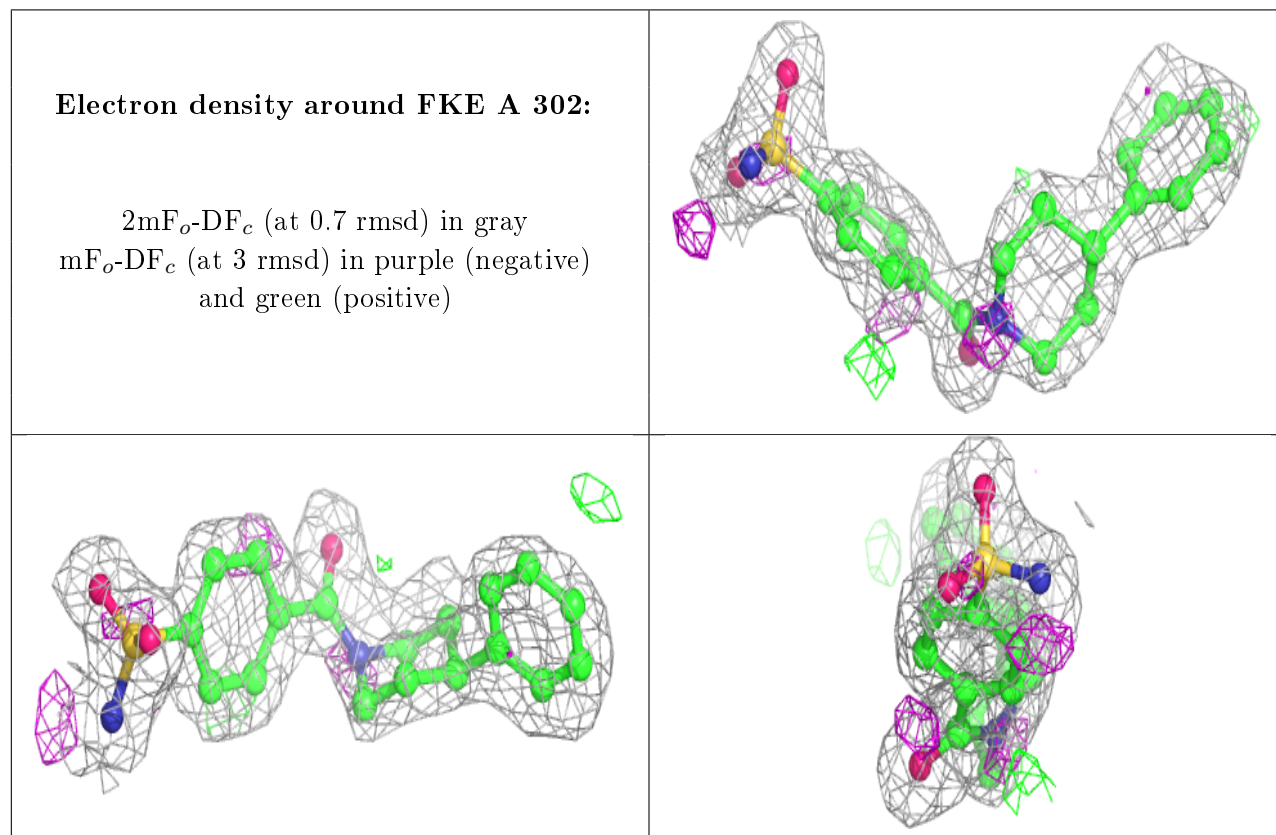 Electron density around FKE A 302:
2mFₒ-DF𝒸 (at 0.7 rmsd) in gray
mFₒ-DF𝒸 (at 3 rmsd) in purple (negative)
and green (positive)